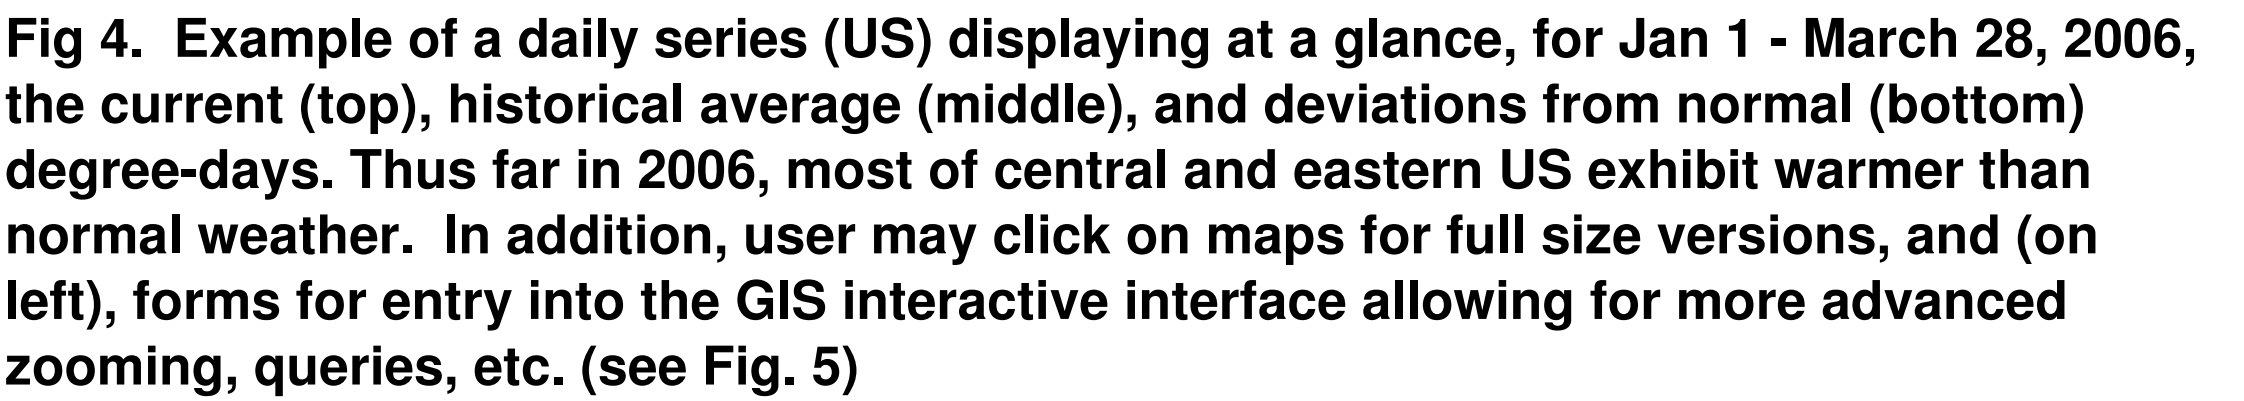 Fig 4.  Example of a daily series (US) displaying at a glance, for Jan 1 - March 28, 2006,
the current (top), historical average (middle), and deviations from normal (bottom)
degree-days. Thus far in 2006, most of central and eastern US exhibit warmer than
normal weather.  In addition, user may click on maps for full size versions, and (on
left), forms for entry into the GIS interactive interface allowing for more advanced
zooming, queries, etc. (see Fig. 5)